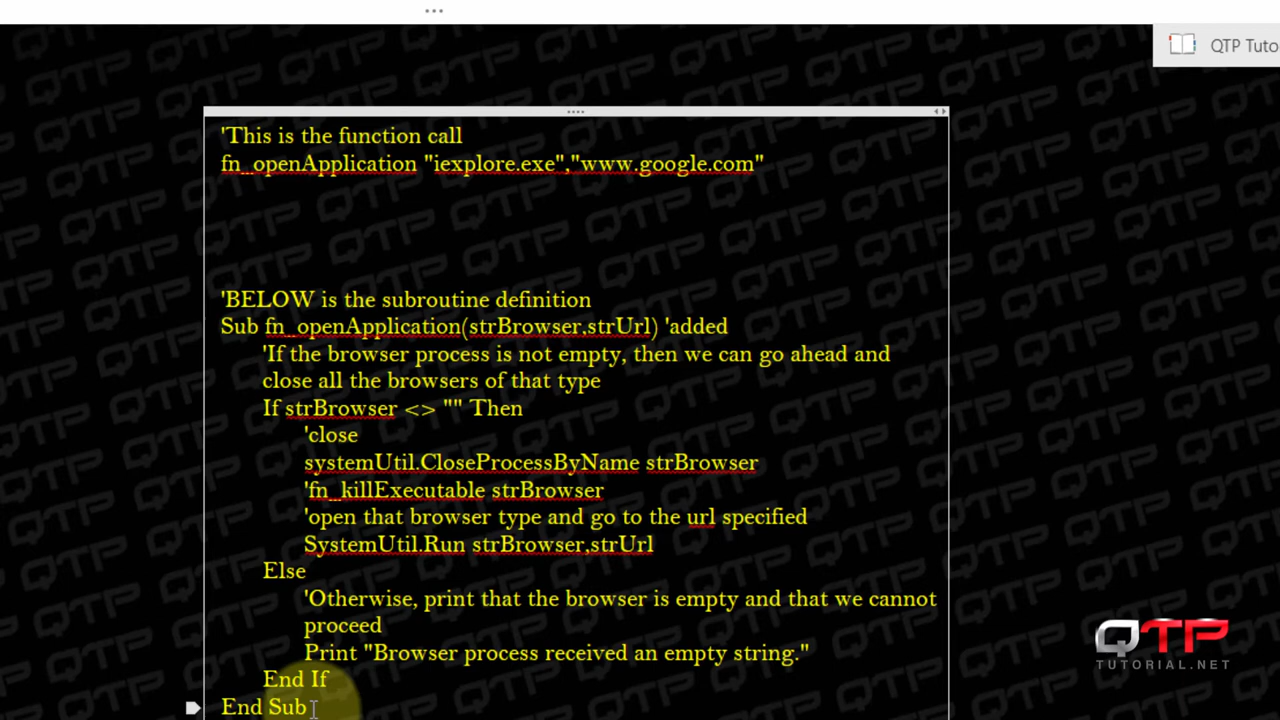 QTP Tuto
'This is the function call
fn_openApplication "iexplore.exe","www.google.com"
'BELOW is the subroutine definition
Sub fn_openApplication(strBrowser,strUrl) 'added
'If the browser process is not empty, then we can go ahead and
close all the browsers of that type
If strBrowser <> "" Then
'close
systemUtil.CloseProcessByName strBrowser
'fn_killExecutable strBrowser
'open that browser type and go to the url specified
SystemUtil.Run strBrowser,strUrl
Else
'Otherwise, print that the browser is empty and that we cannot
proceed
Print "Browser process received an empty string."
End If
End Sub
QTP
TUTORIAL.NET